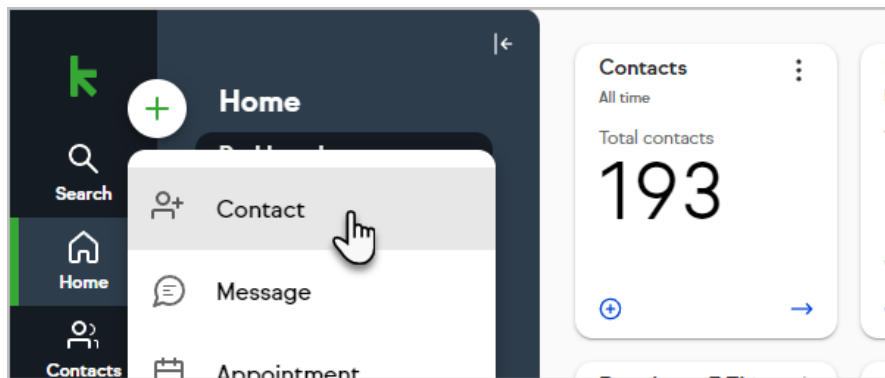 Home
Search
Home
Contacts
Contact
Message
Appointment
Contacts
All time
Total contacts
193